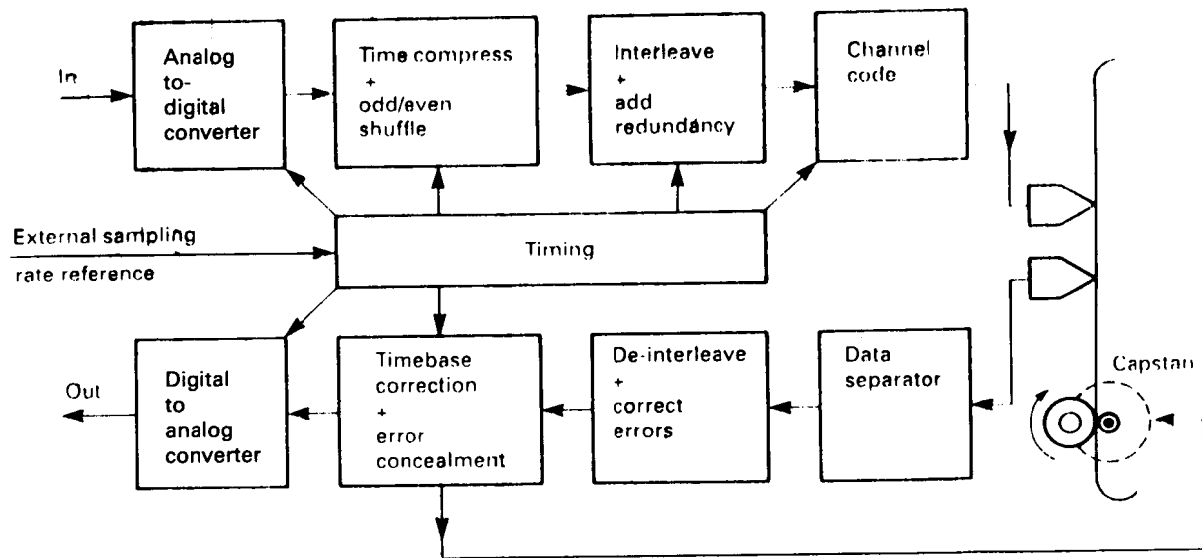 In
Analog
to-
digital
converter
Time compress
+
odd/even
shuffle
Interleave
+
add
redundancy
Channel
code
External sampling
rate reference
Timing
Out
Digital
to
analog
converter
Timebase
correction
+
error
concealment
De-interleave
+
correct
errors
Data
separator
Capstan